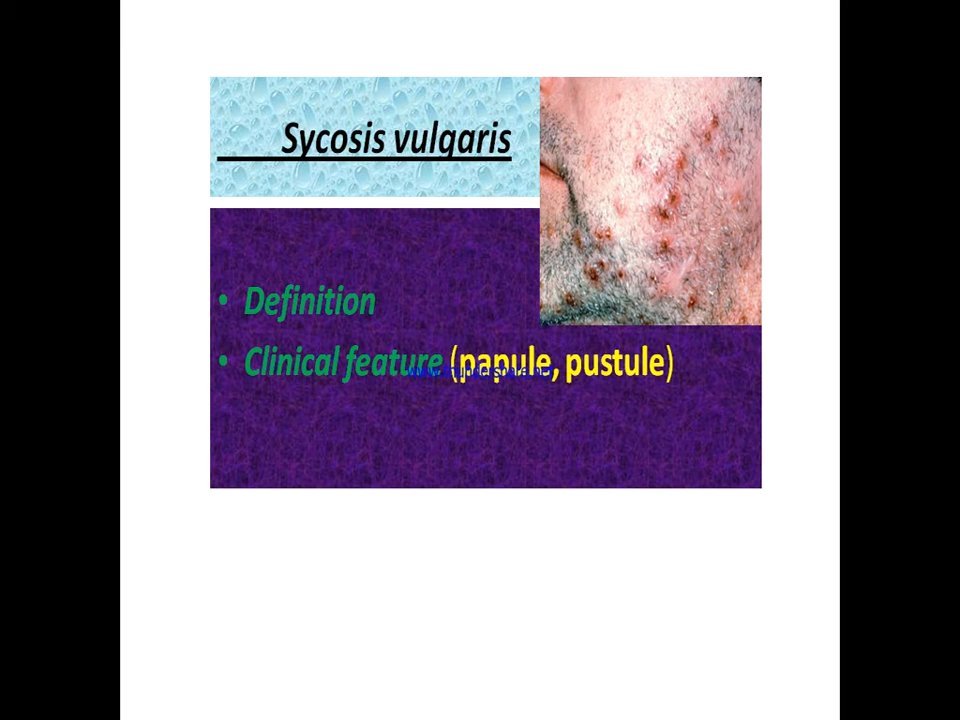 Sycosis vulgaris
• Definition
• Clinical feature (papule, pustule)